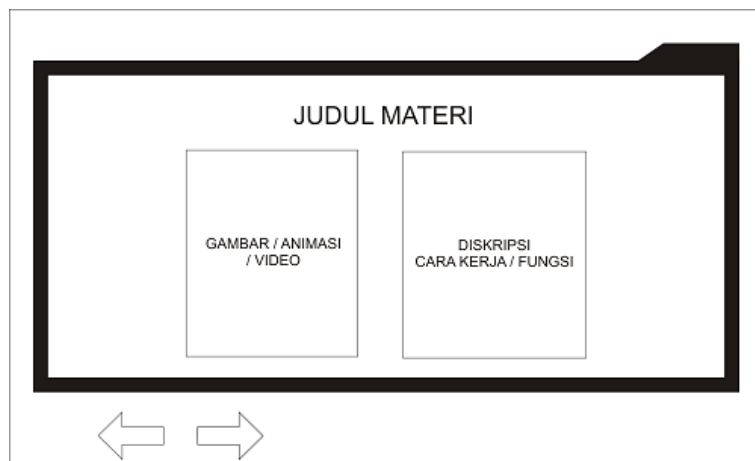 JUDUL MATERI
GAMBAR / ANIMASI
/ VIDEO
DISKRIPSI
CARA KERJA / FUNGSI